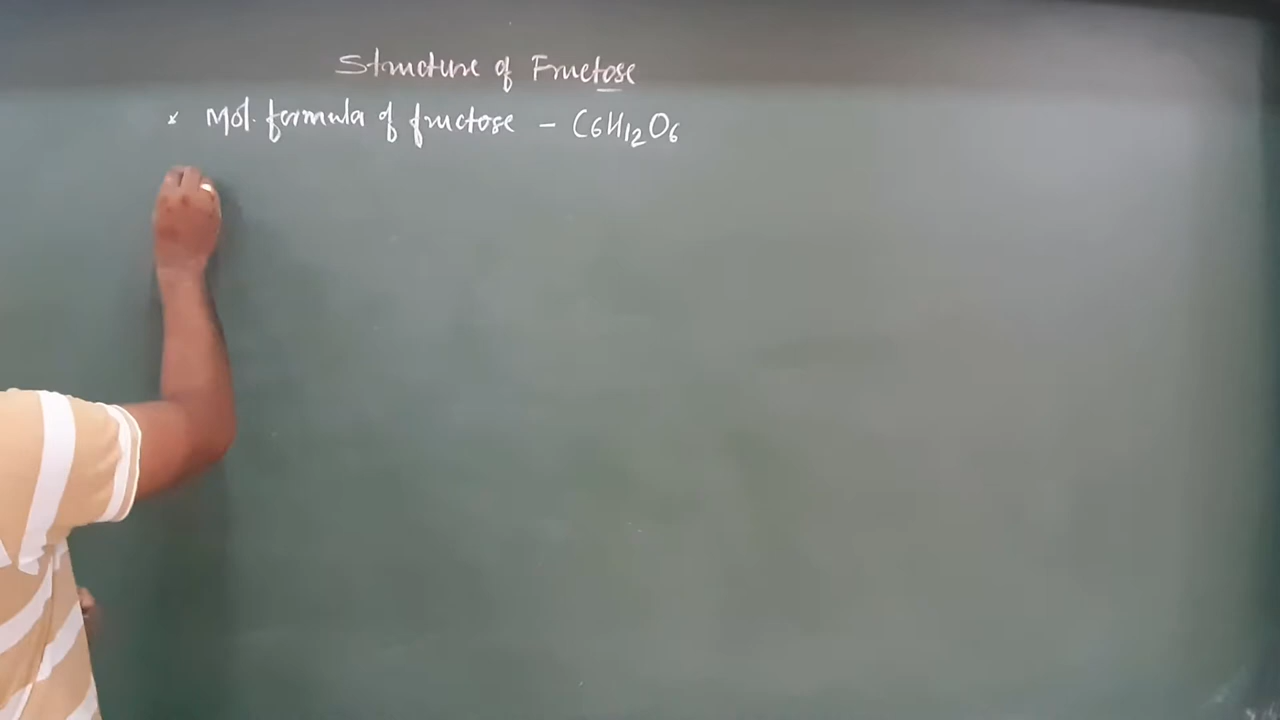 Structure of Fructose
* Mol. formula of fructose - C6H12O6